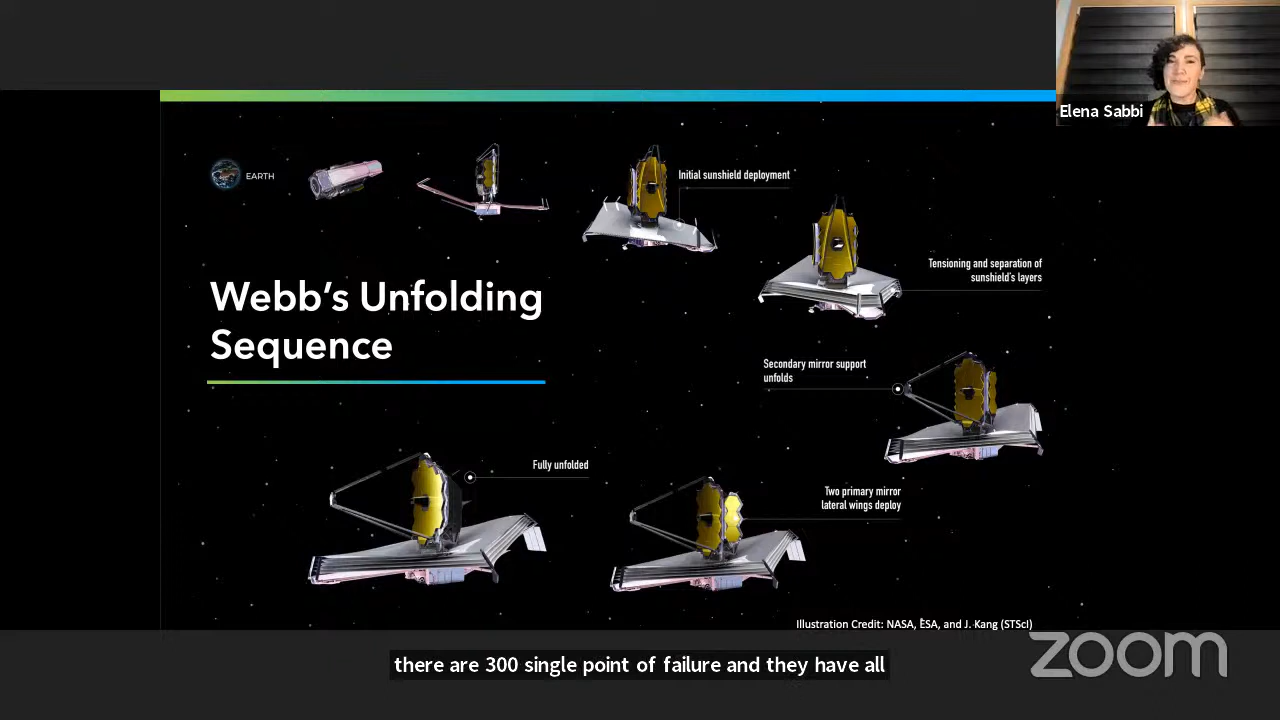 Elena Sabbi
EARTH
Initial sunshield deployment
Tensioning and separation of
sunshield's layers
Webb's Unfolding
Sequence
Secondary mirror support
unfolds
Fully unfolded
Two primary mirror
lateral wings deploy
Illustration Credit: NASA, ESA, and J. Kang (STScI)
zoom
there are 300 single point of failure and they have all